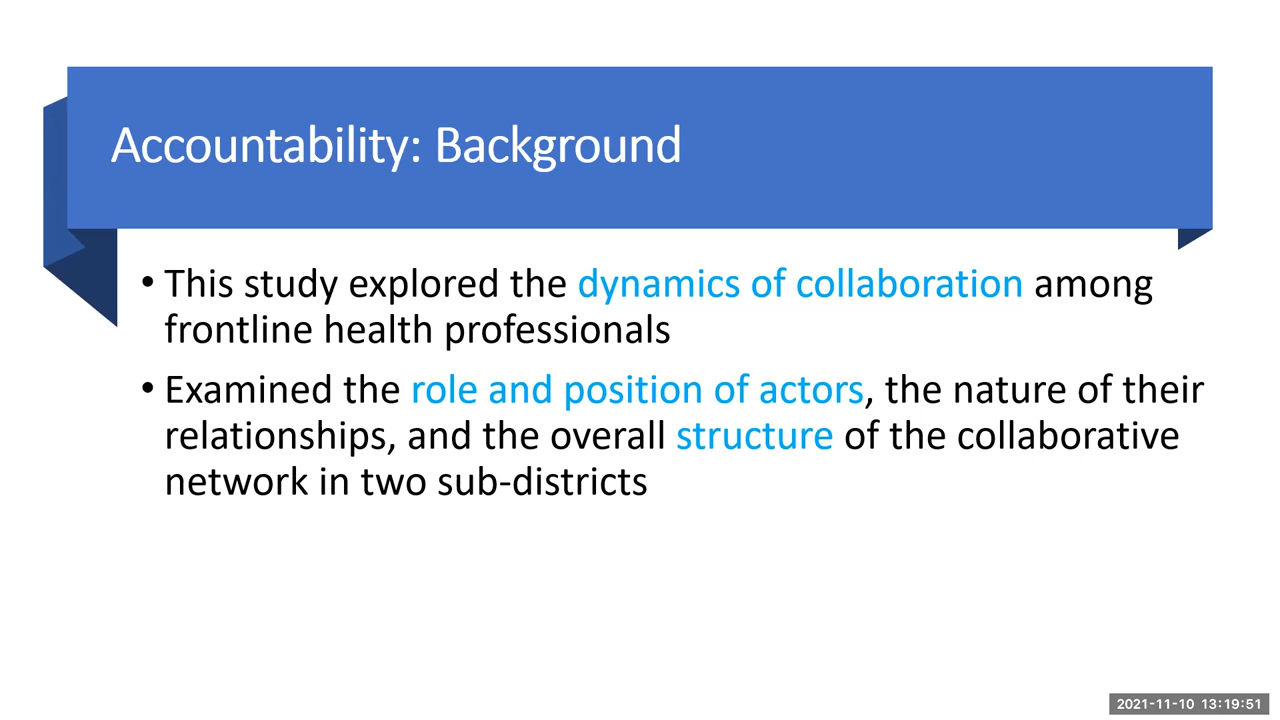 Accountability: Background
• This study explored the dynamics of collaboration among
frontline health professionals
• Examined the role and position of actors, the nature of their
relationships, and the overall structure of the collaborative
network in two sub-districts
2021-11-10 13:19:51